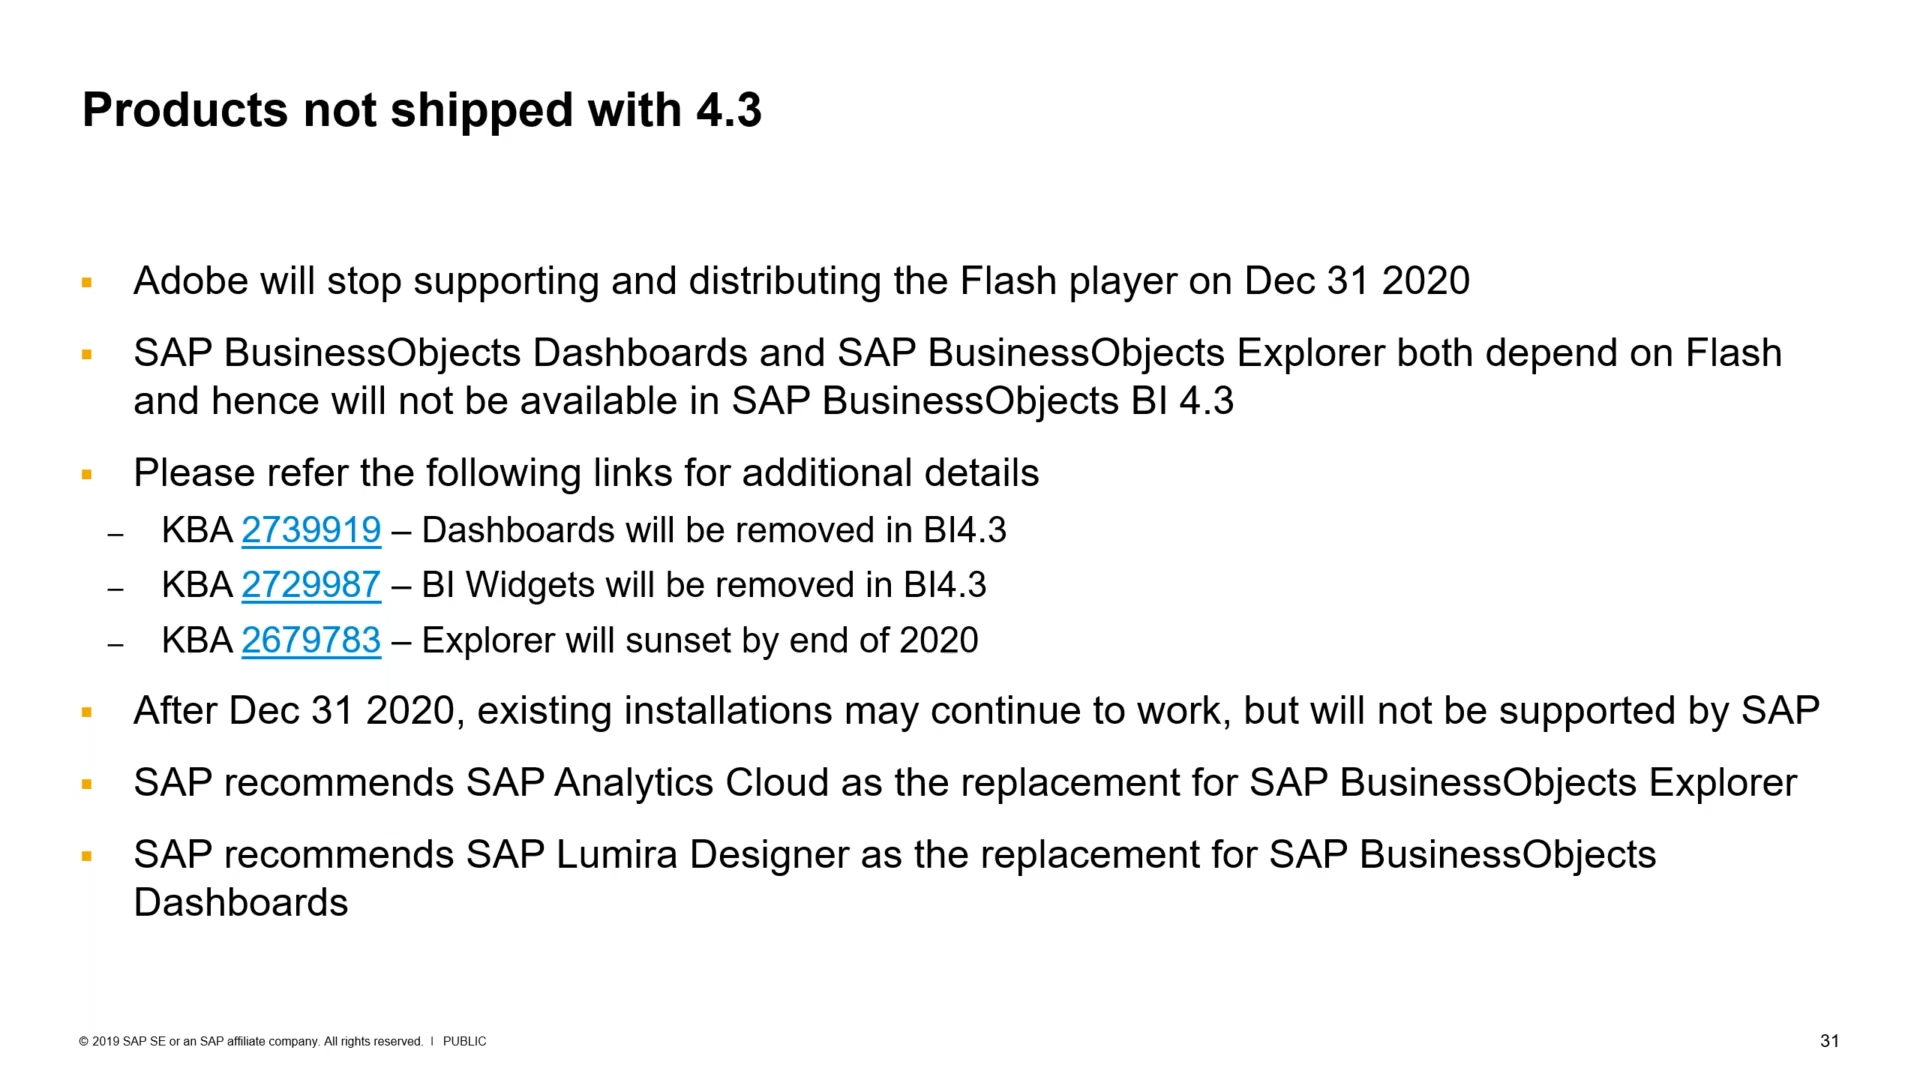 Products not shipped with 4.3
▪ Adobe will stop supporting and distributing the Flash player on Dec 31 2020
▪ SAP BusinessObjects Dashboards and SAP BusinessObjects Explorer both depend on Flash
and hence will not be available in SAP BusinessObjects BI 4.3
▪ Please refer the following links for additional details
– KBA 2739919 – Dashboards will be removed in BI4.3
– KBA 2729987 – BI Widgets will be removed in BI4.3
– KBA 2679783 – Explorer will sunset by end of 2020
▪ After Dec 31 2020, existing installations may continue to work, but will not be supported by SAP
▪ SAP recommends SAP Analytics Cloud as the replacement for SAP BusinessObjects Explorer
▪ SAP recommends SAP Lumira Designer as the replacement for SAP BusinessObjects
Dashboards
© 2019 SAP SE or an SAP affiliate company. All rights reserved. | PUBLIC
31